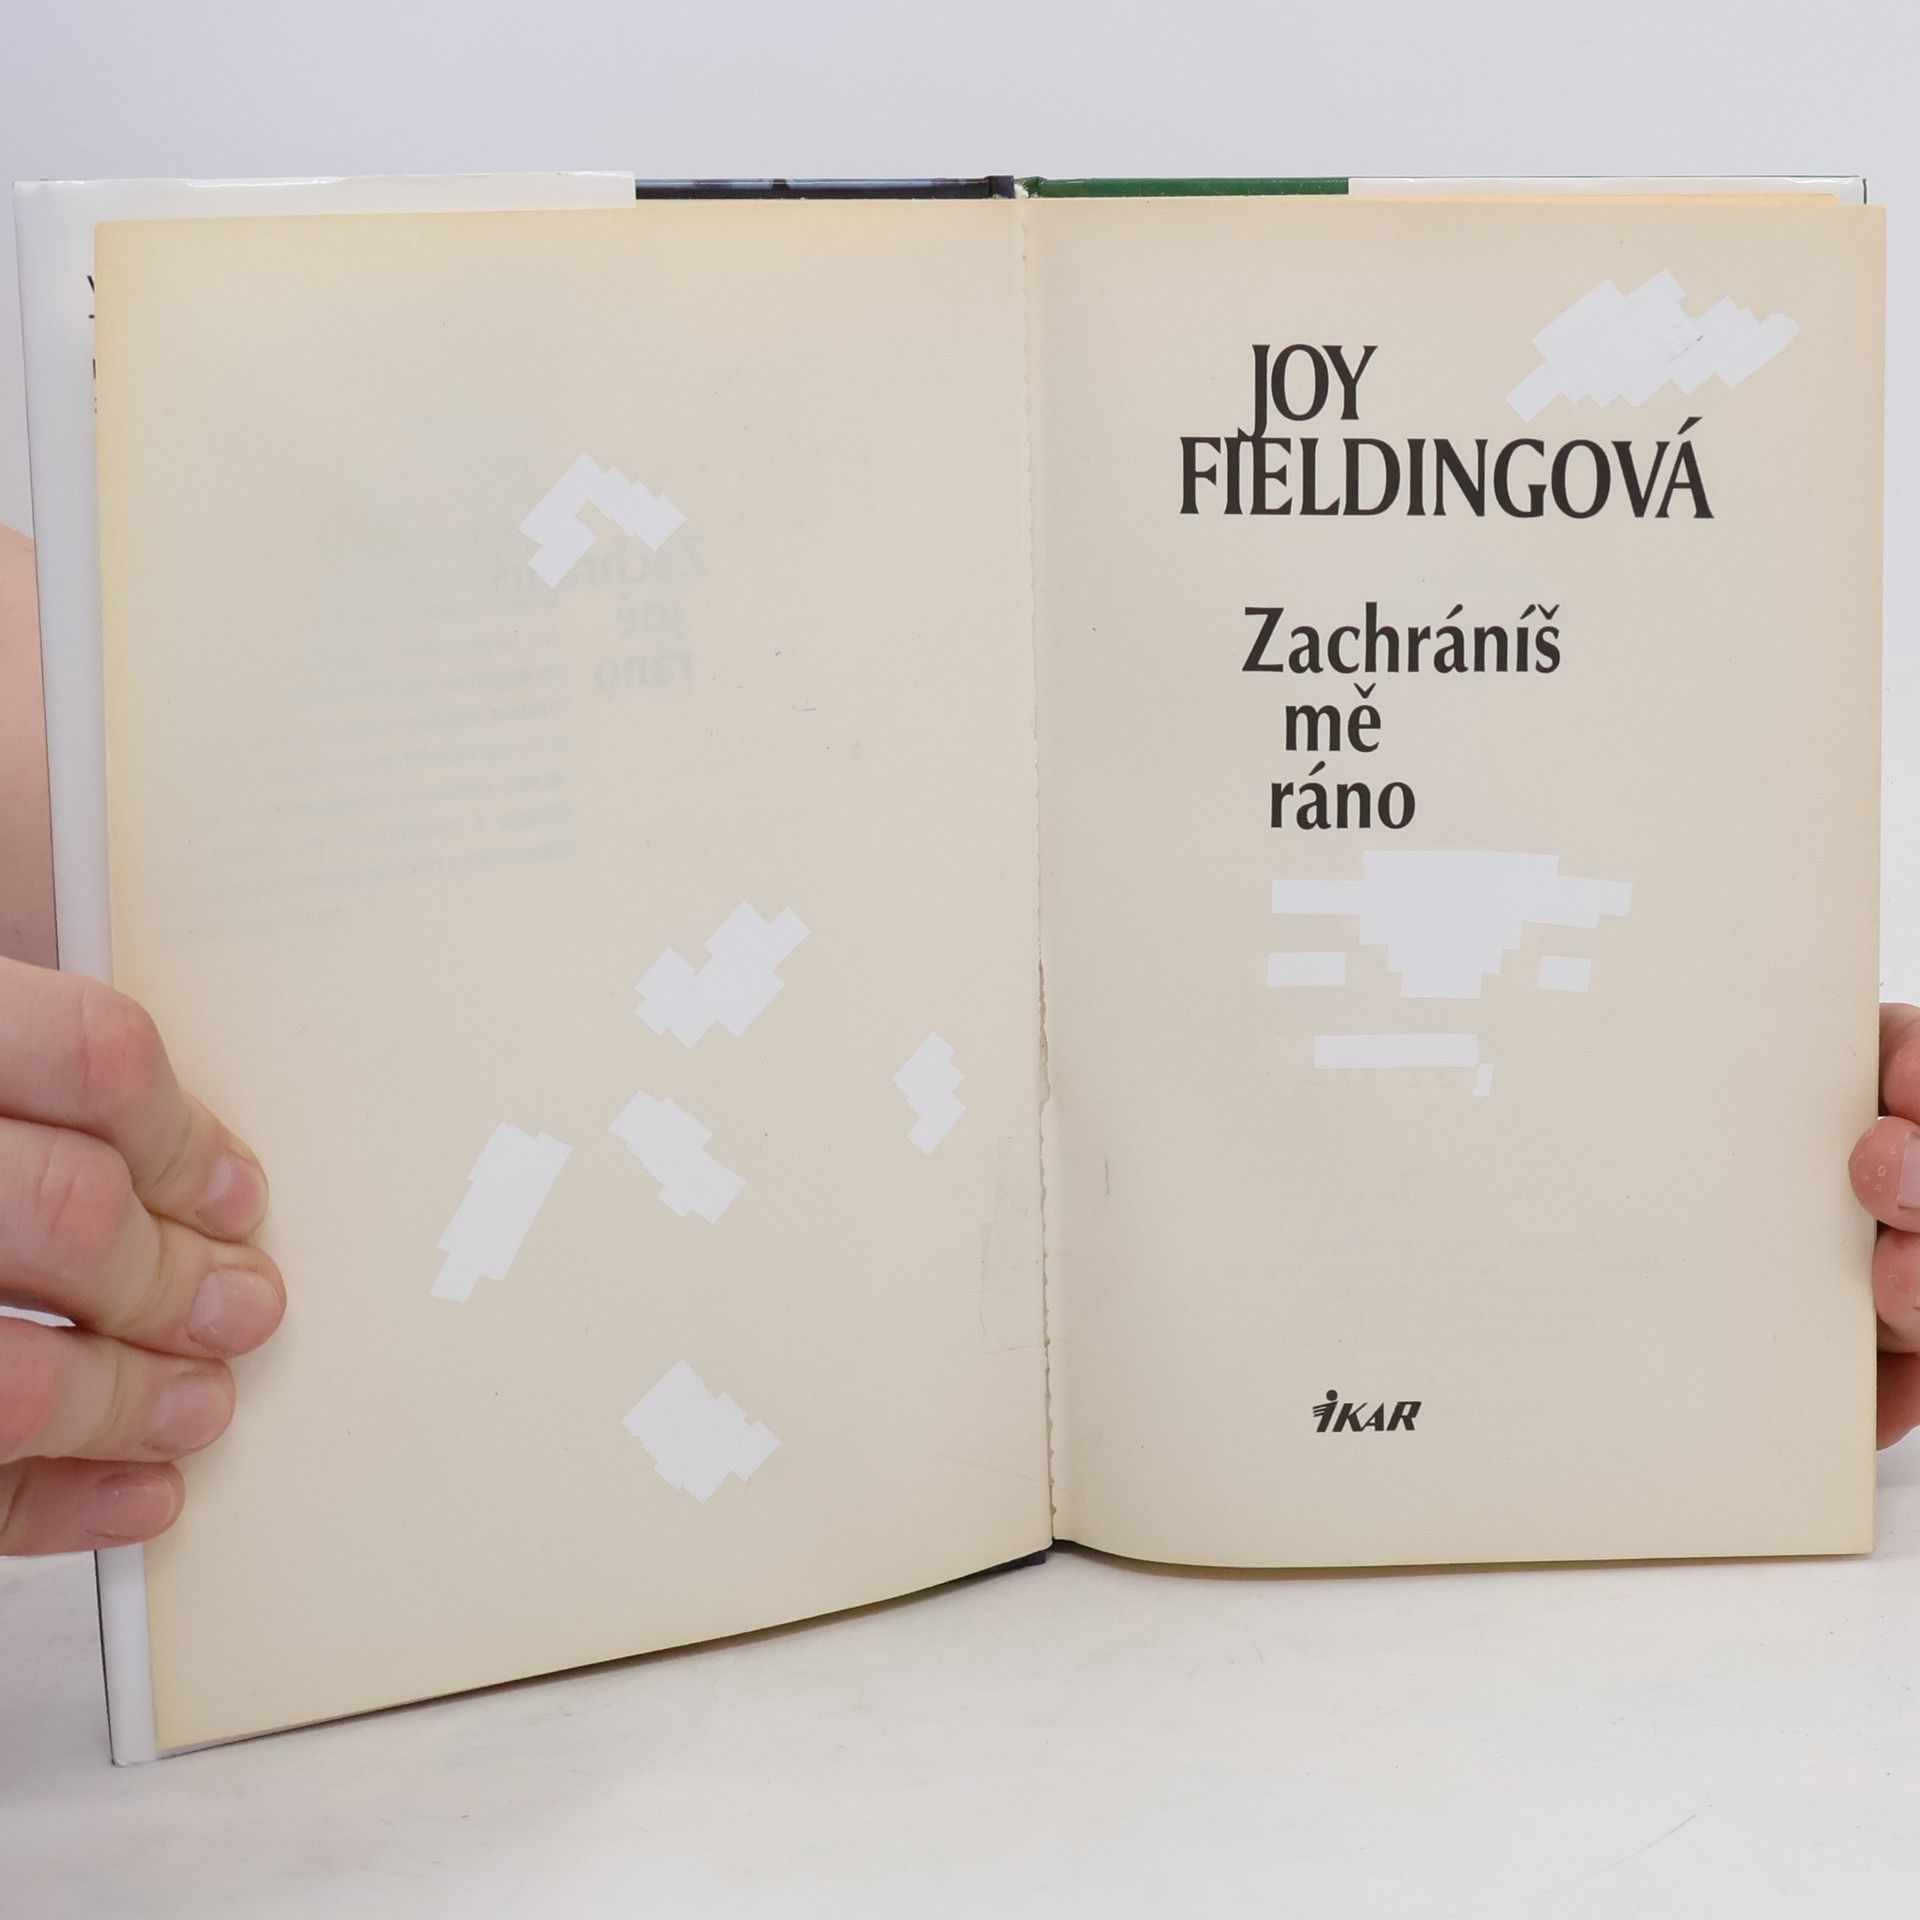 JOY
FIELDINGOVÁ
Zachráníš
mě
ráno
iKAR